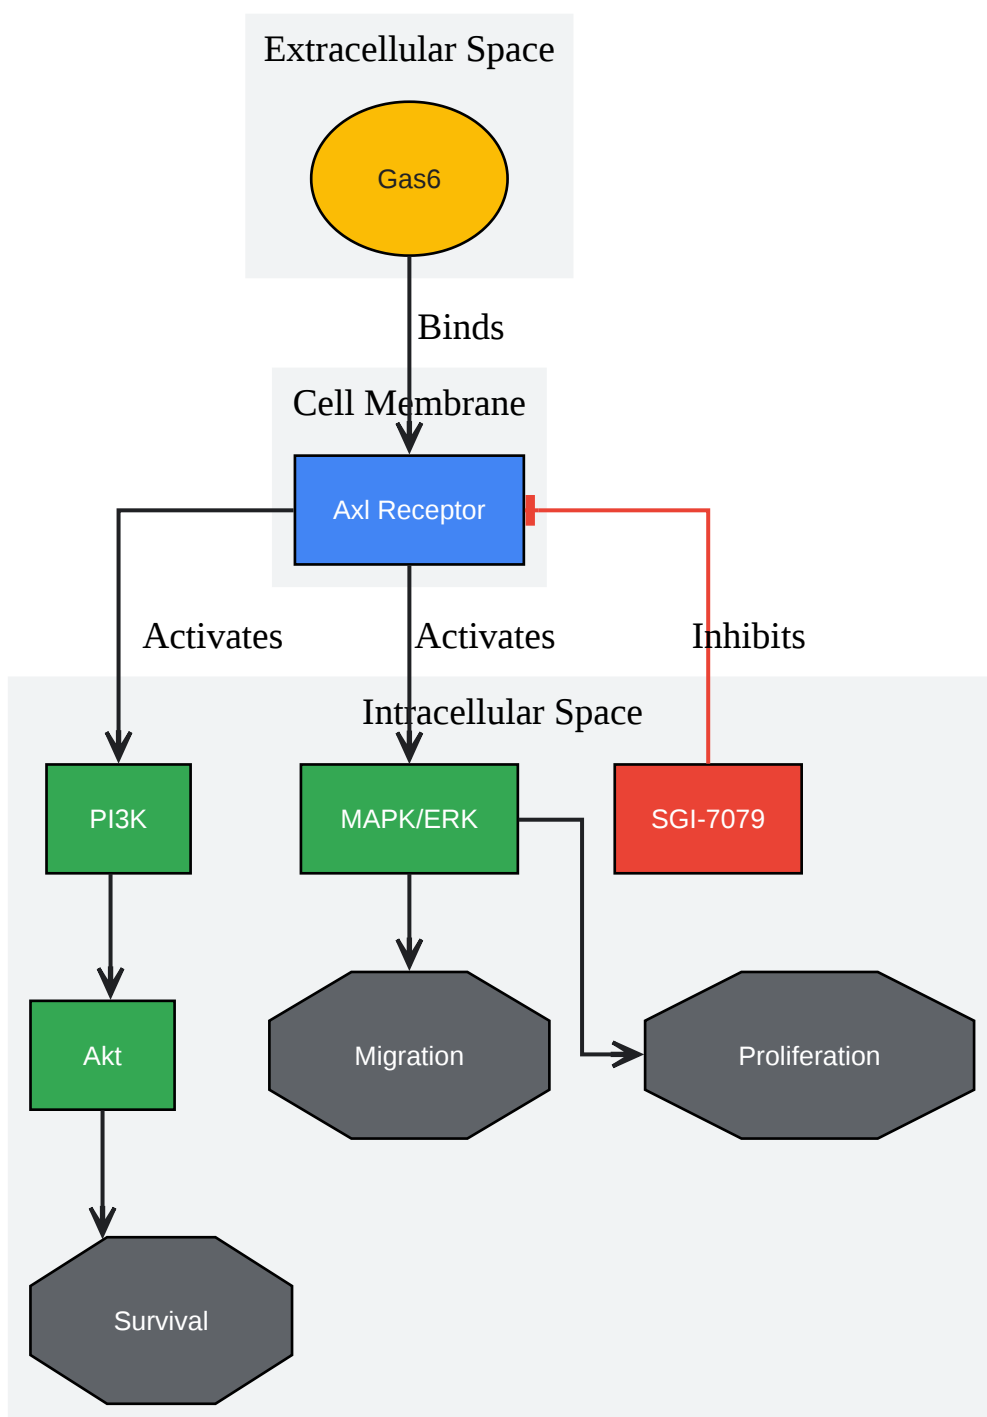 Extracellular Space
Gas6
Binds
Cell Membrane
Axl Receptor
Activates
Activates
Inhibits
Intracellular Space
PI3K
MAPK/ERK
SGI-7079
Akt
Migration
Proliferation
Survival